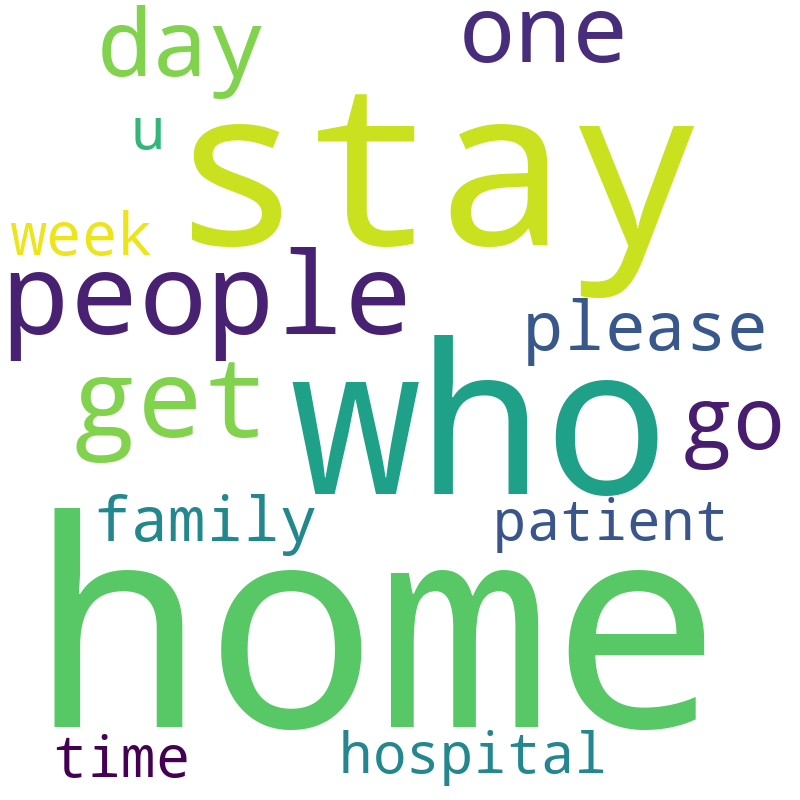 day one
u stay
week
people
please
get who go
family patient
home
time hospital